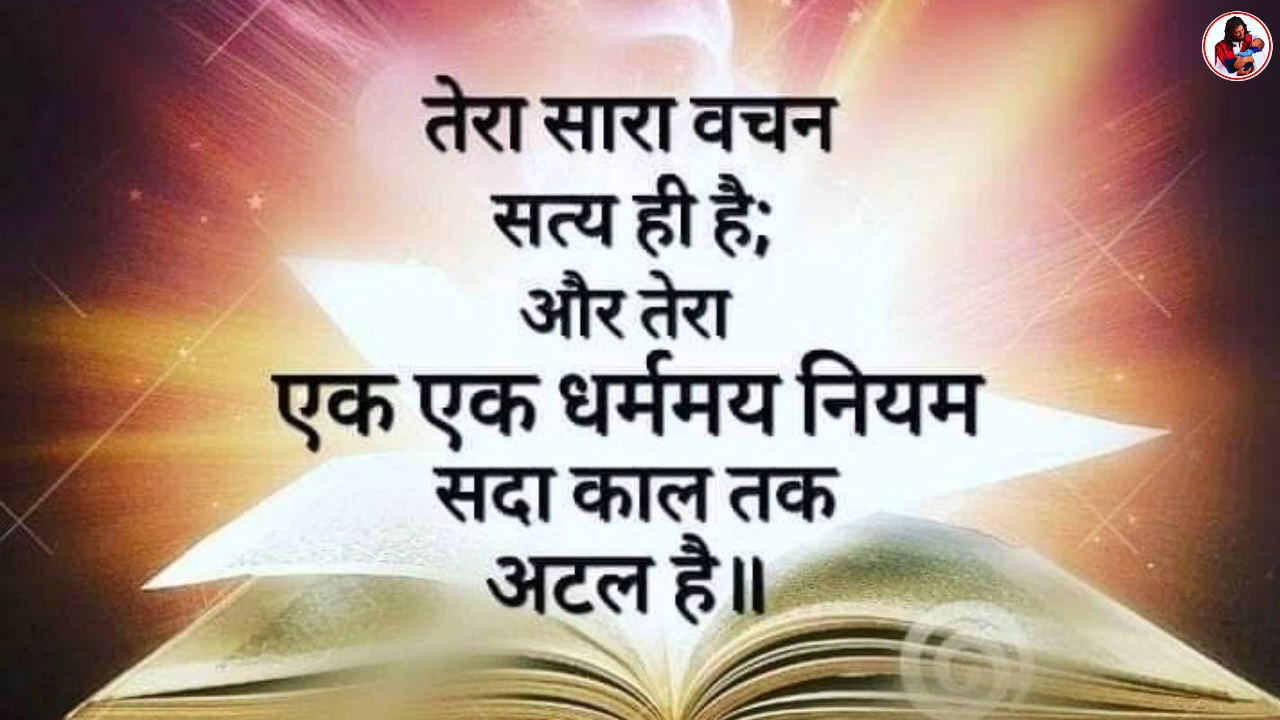 तेरा सारा वचन
सत्य ही है;
और तेरा
एक एक धर्ममय नियम
सदा काल तक
अटल है॥